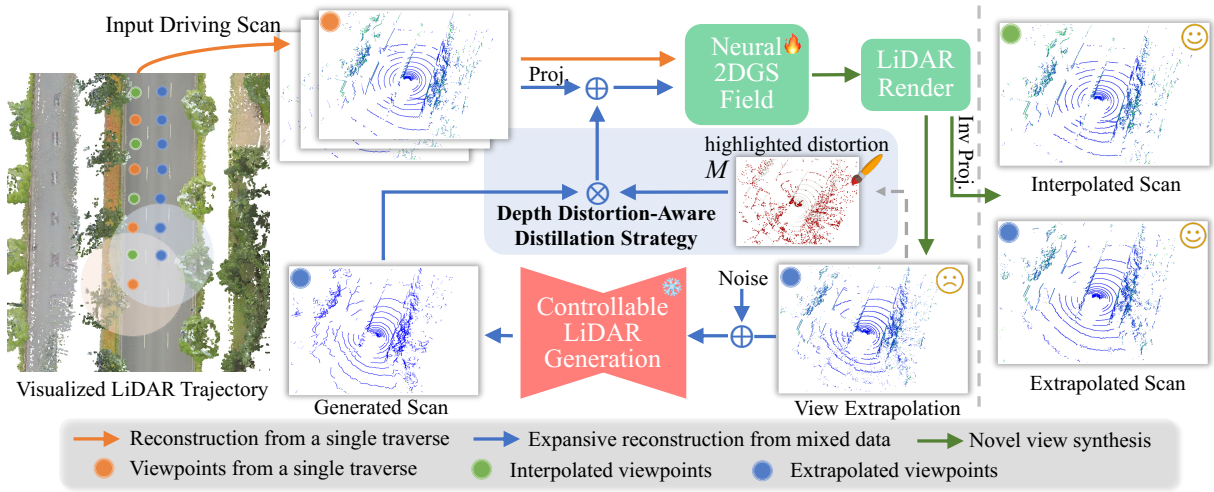 Input Driving Scan
Proj.
Neural
2DGS
Field
LiDAR
Render
Inv Proj.
Interpolated Scan
highlighted distortion
M
Depth Distortion-Aware
Distillation Strategy
Noise
Controllable
LiDAR
Generation
Visualized LiDAR Trajectory
Generated Scan
View Extrapolation
Extrapolated Scan
Reconstruction from a single traverse
Expansive reconstruction from mixed data
Novel view synthesis
Viewpoints from a single traverse
Interpolated viewpoints
Extrapolated viewpoints